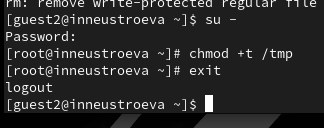 rm: remove write-protected regular file
[guest2@inneustroeva ~]$ su -
Password:
[root@inneustroeva ~]# chmod +t /tmp
[root@inneustroeva ~]# exit
logout
[guest2@inneustroeva ~]$